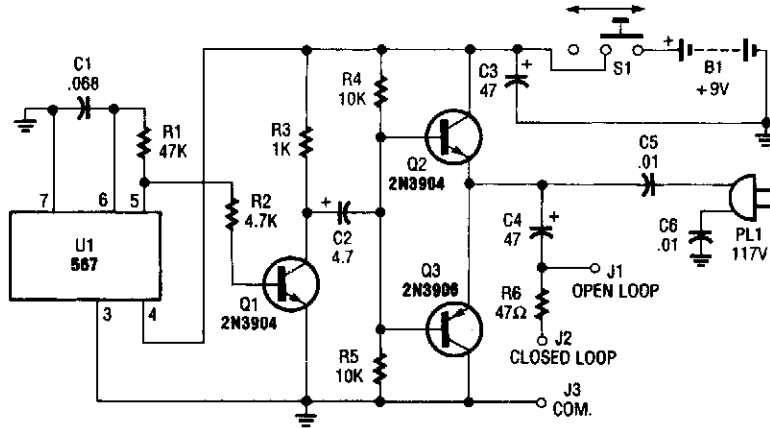 C1
.068
R1
47K
7
6
5
U1
567
3
4
R2
4.7K
Q1
2N3904
R3
1K
+
C2
4.7
R4
10K
Q2
2N3904
Q3
2N3906
R5
10K
C3
47
+
S1
+
B1
+9V
C5
.01
C4
47
+
C6
.01
PL1
117V
J1
OPEN LOOP
R6
47Ω
J2
CLOSED LOOP
J3
COM.